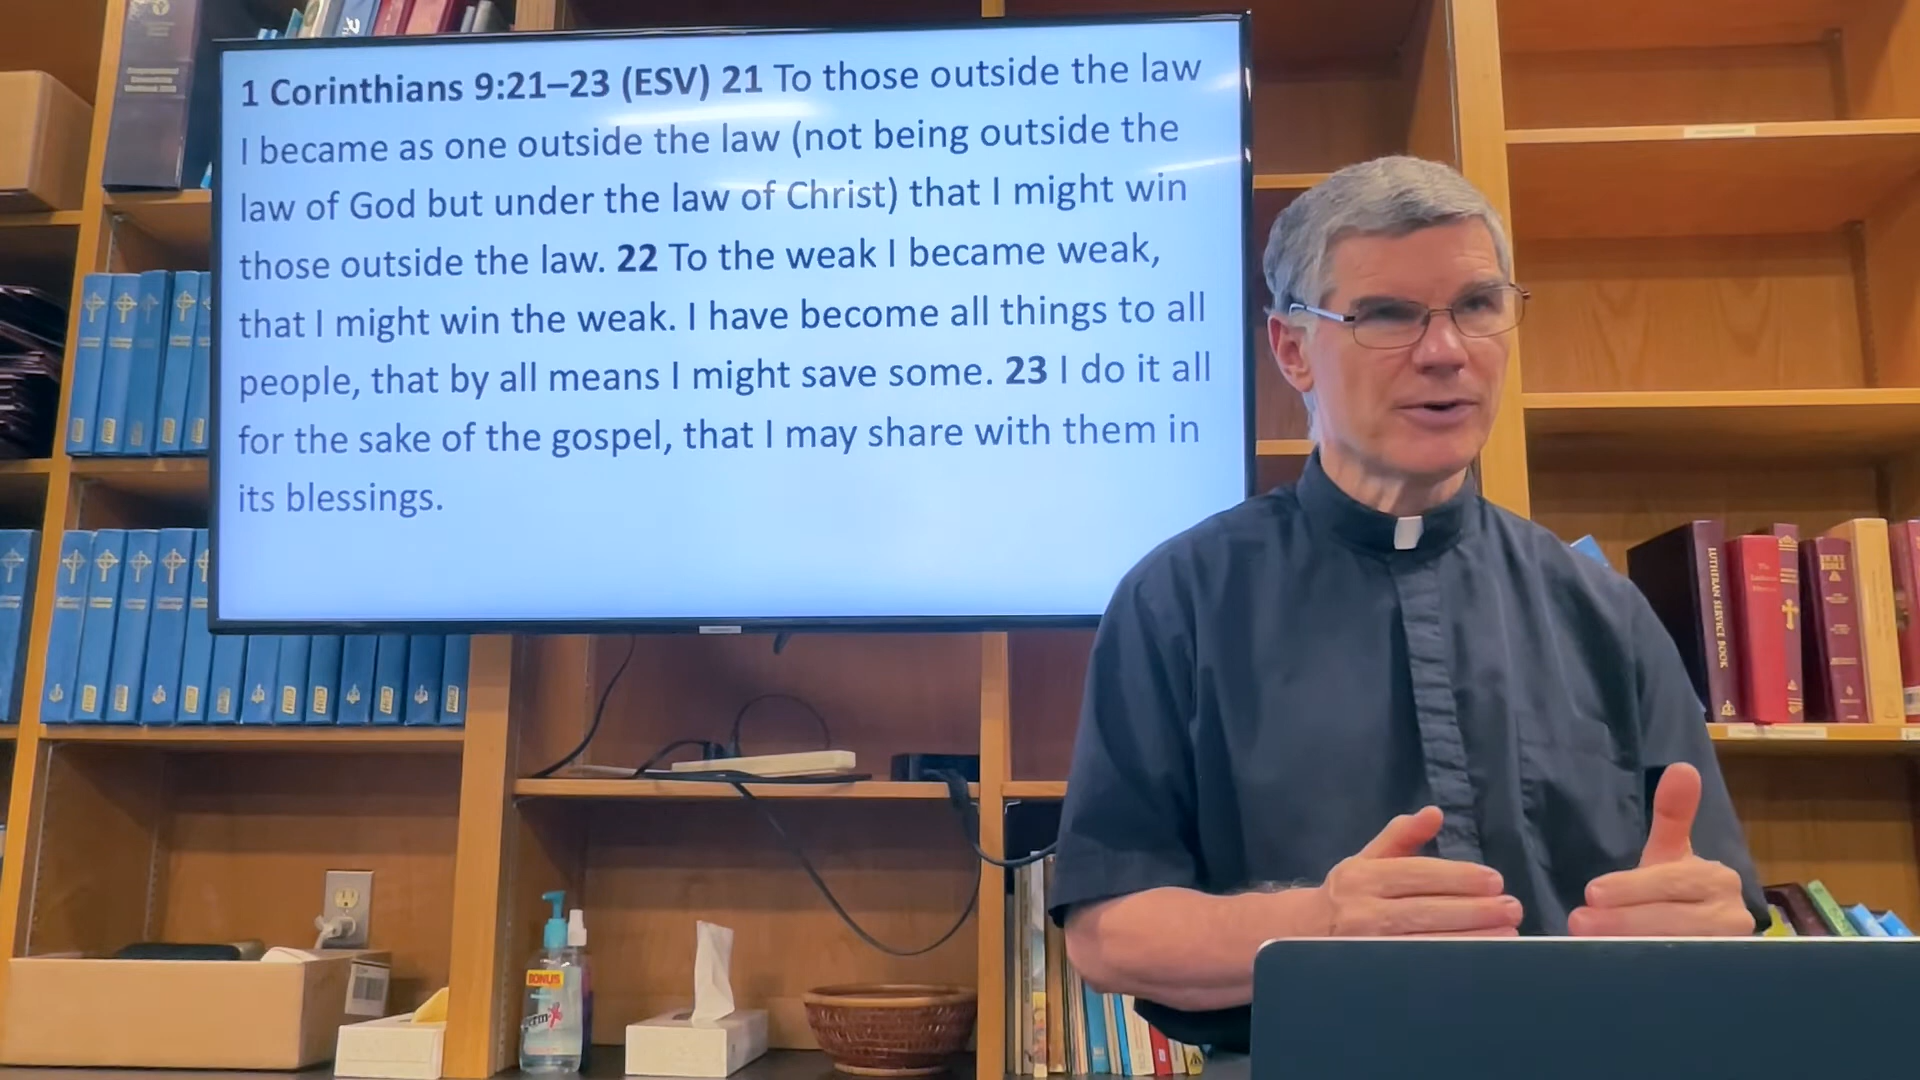 1 Corinthians 9:21–23 (ESV) 21 To those outside the law
I became as one outside the law (not being outside the
law of God but under the law of Christ) that I might win
those outside the law. 22 To the weak I became weak,
that I might win the weak. I have become all things to all
people, that by all means I might save some. 23 I do it all
for the sake of the gospel, that I may share with them in
its blessings.
LUTHERAN SERVICE BOOK
HOLY BIBLE
BONUS